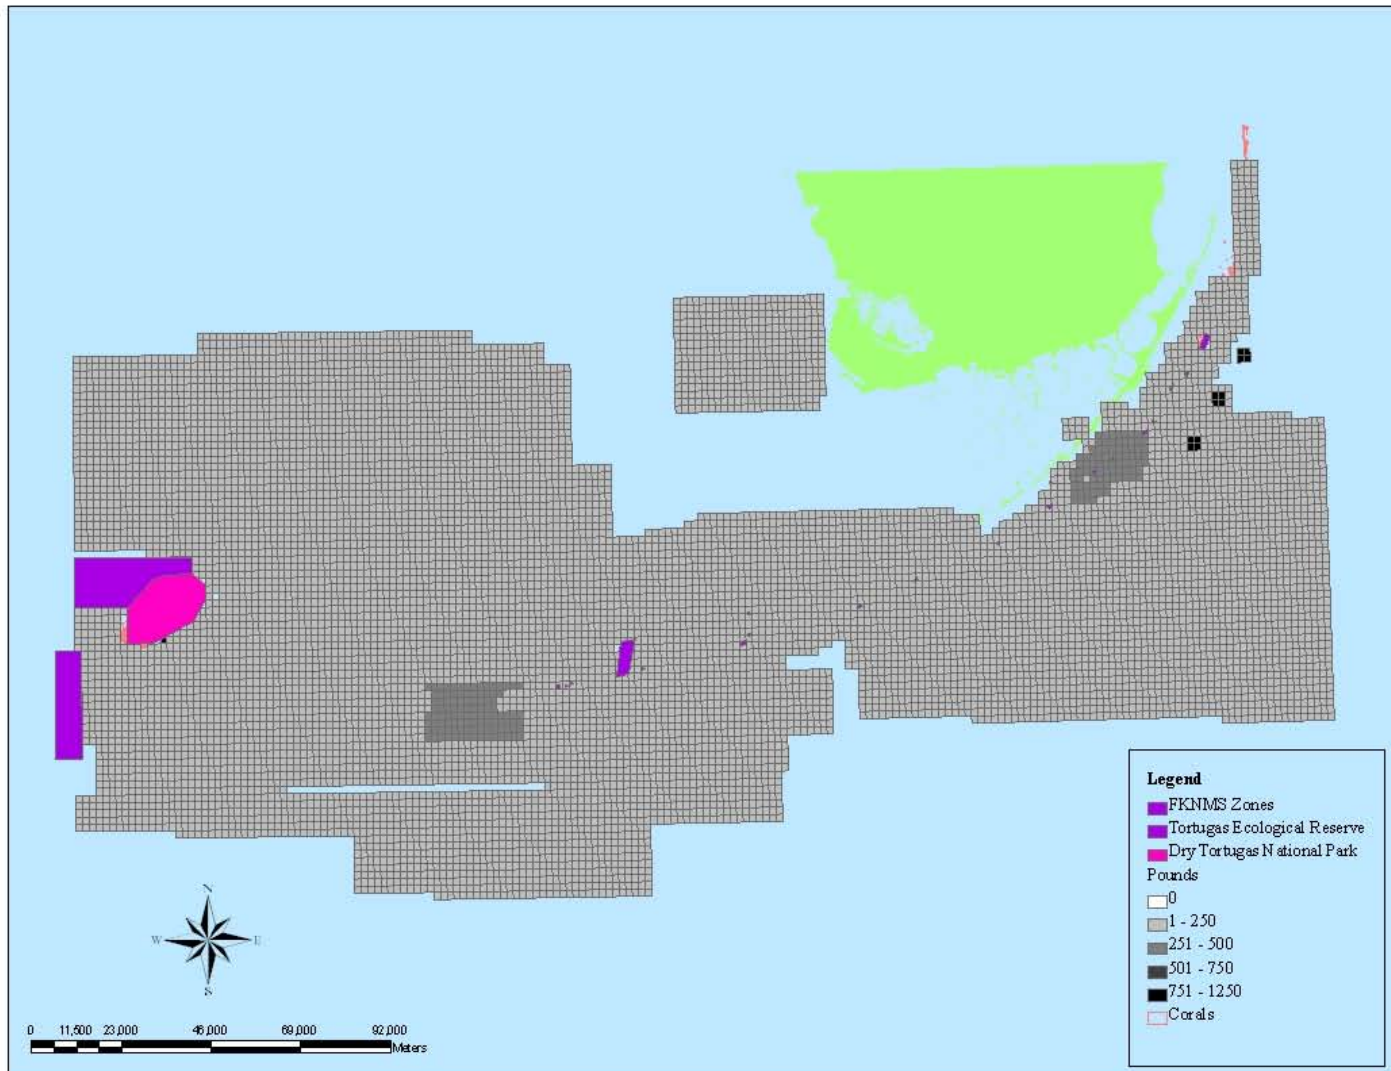 Legend
FKNMS Zones
Tortugas Ecological Reserve
Dry Tortugas National Park
Pounds
0
1 - 250
251 - 500
501 - 750
751 - 1250
Corals
N
W E
S
0 11,500 23,000 46,000 69,000 92,000
Meters